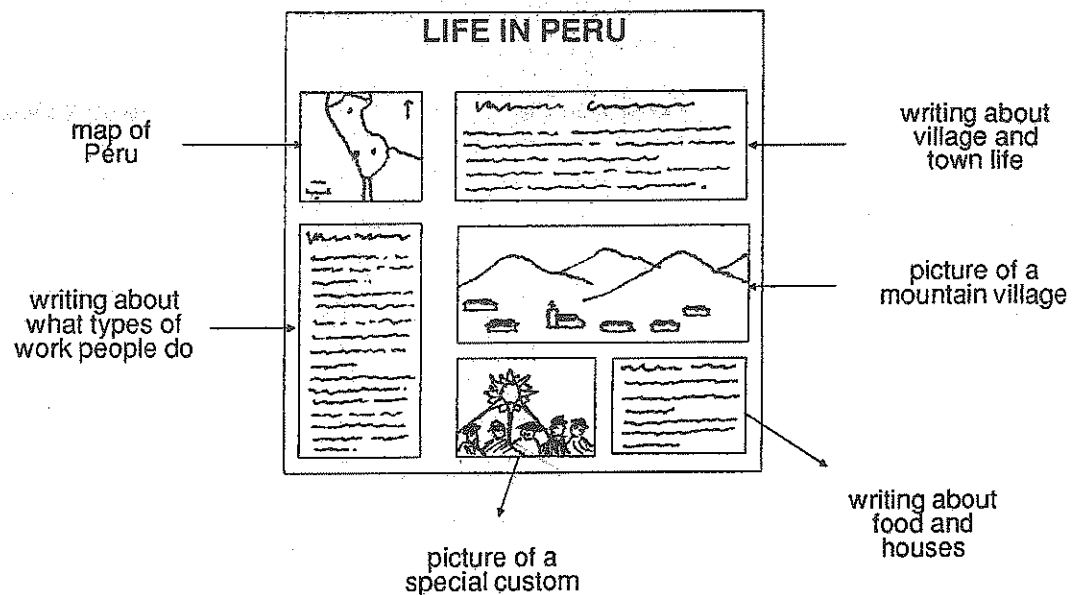 LIFE IN PERU
map of
Peru
writing about
village and
town life
writing about
what types of
work people do
picture of a
mountain village
writing about
food and
houses
picture of a
special custom